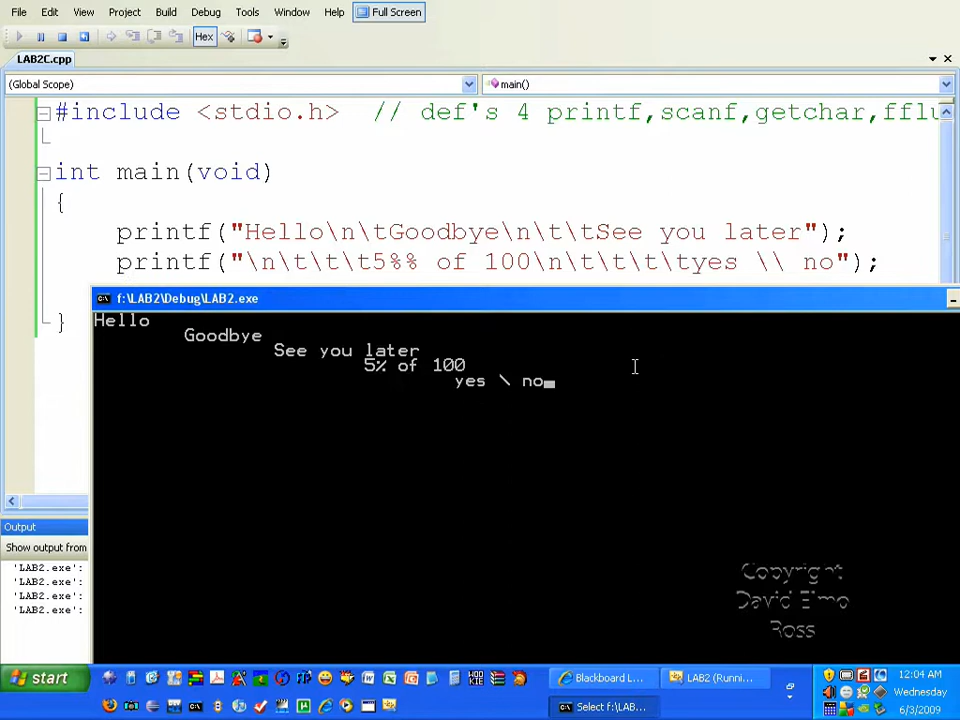 File Edit View Project Build Debug Tools Window Help Full Screen
Hex
LAB2C.cpp
(Global Scope) main()
#include <stdio.h> // def's 4 printf,scanf,getchar,fflu
int main(void)
{
printf("Hello\n\tGoodbye\n\t\tSee you later");
printf("\n\t\t\t5%% of 100\n\t\t\t\tyes \\ no");
}
f:\LAB2\Debug\LAB2.exe
Hello
Goodbye
See you later
5% of 100
yes \ no
Output
Show output from
'LAB2.exe':
'LAB2.exe':
'LAB2.exe':
'LAB2.exe':
Copyright
David Elmo
Ross
start
Blackboard L...
LAB2 (Runni...
Select f:\LAB...
12:04 AM
Wednesday
6/3/2009